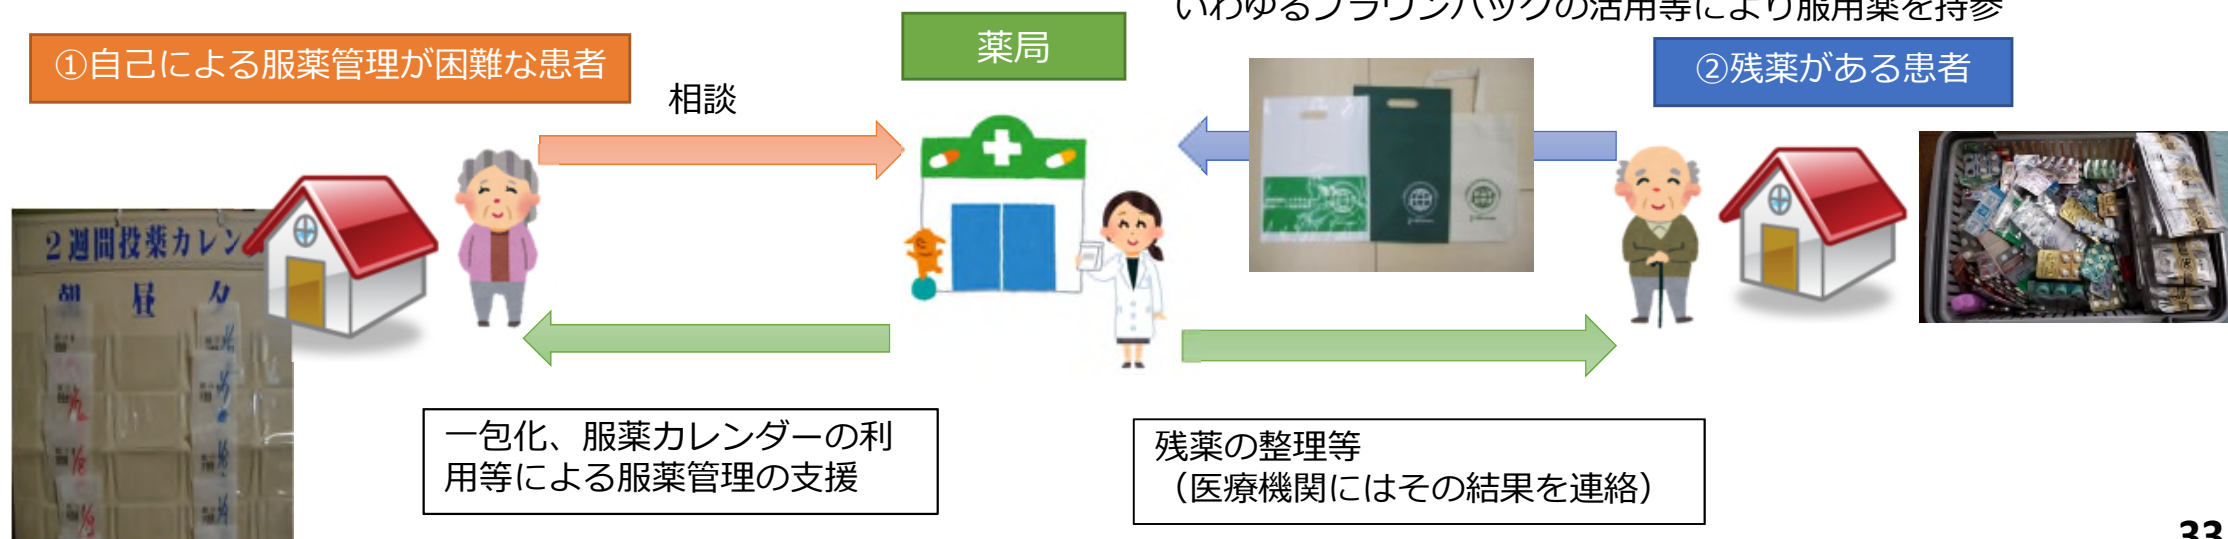 いわゆるブラウンバッグの活用等により服用薬を持参
①自己による服薬管理が困難な患者
薬局
②残薬がある患者
相談
2週間投薬カレン
朝 昼 夕
一包化、服薬カレンダーの利
用等による服薬管理の支援
残薬の整理等
（医療機関にはその結果を連絡）
33